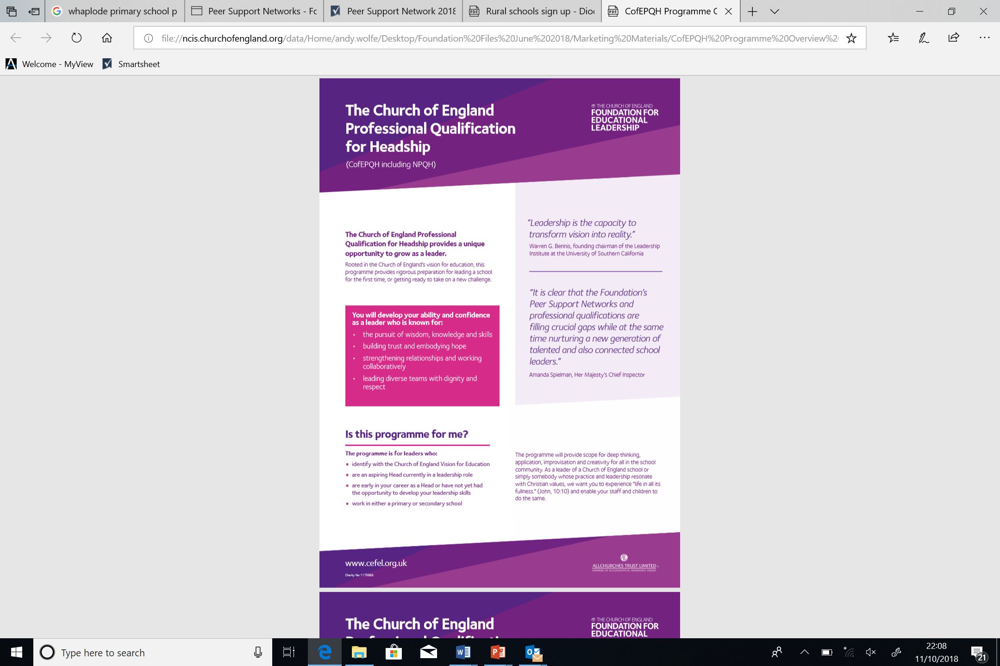 whaplode primary school p
Peer Support Networks - Fc
Peer Support Network 2018
Rural schools sign up - Dio
CofEPQH Programme
file://ncis.churchofengland.org/data/Home/andy.wolfe/Desktop/Foundation%20Files%20June%202018/Marketing%20Materials/CofEPQH%20Programme%20Overview%2
Welcome - MyView
Smartsheet
The Church of England
Professional Qualification
for Headship
(CofEPQH including NPQH)
THE CHURCH OF ENGLAND
FOUNDATION FOR
EDUCATIONAL
LEADERSHIP
The Church of England Professional
Qualification for Headship provides a unique
opportunity to grow as a leader.
Rooted in the Church of England's vision for education, this
programme provides rigorous preparation for leading a school
for the first time, or getting ready to take on a new challenge.
You will develop your ability and confidence
as a leader who is known for:
• the pursuit of wisdom, knowledge and skills
• building trust and embodying hope
• strengthening relationships and working
collaboratively
• leading diverse teams with dignity and
respect
"Leadership is the capacity to
transform vision into reality."
Warren G. Bennis, founding chairman of the Leadership
Institute at the University of Southern California
"It is clear that the Foundation's
Peer Support Networks and
professional qualifications are
filling crucial gaps while at the same
time nurturing a new generation of
talented and also connected school
leaders."
Amanda Spielman, Her Majesty's Chief Inspector
Is this programme for me?
The programme is for leaders who:
• identify with the Church of England Vision for Education
• are an aspiring Head currently in a leadership role
• are early in your career as a Head or have not yet had
the opportunity to develop your leadership skills
• work in either a primary or secondary school
The programme will provide scope for deep thinking,
application, improvisation and creativity for all in the school
community. As a leader of a Church of England school or
simply somebody whose practice and leadership resonate
with Christian values, we want you to experience "life in all its
fullness." (John, 10:10) and enable your staff and children to
do the same.
www.cefel.org.uk
Charity No: 1175882
ALLCHURCHES TRUST LIMITED
OWNERS OF ECCLESIASTICAL INSURANCE GROUP
The Church of England
THE CHURCH OF ENGLAND
FOUNDATION FOR
EDUCATIONAL
Type here to search
22:08
11/10/2018
21